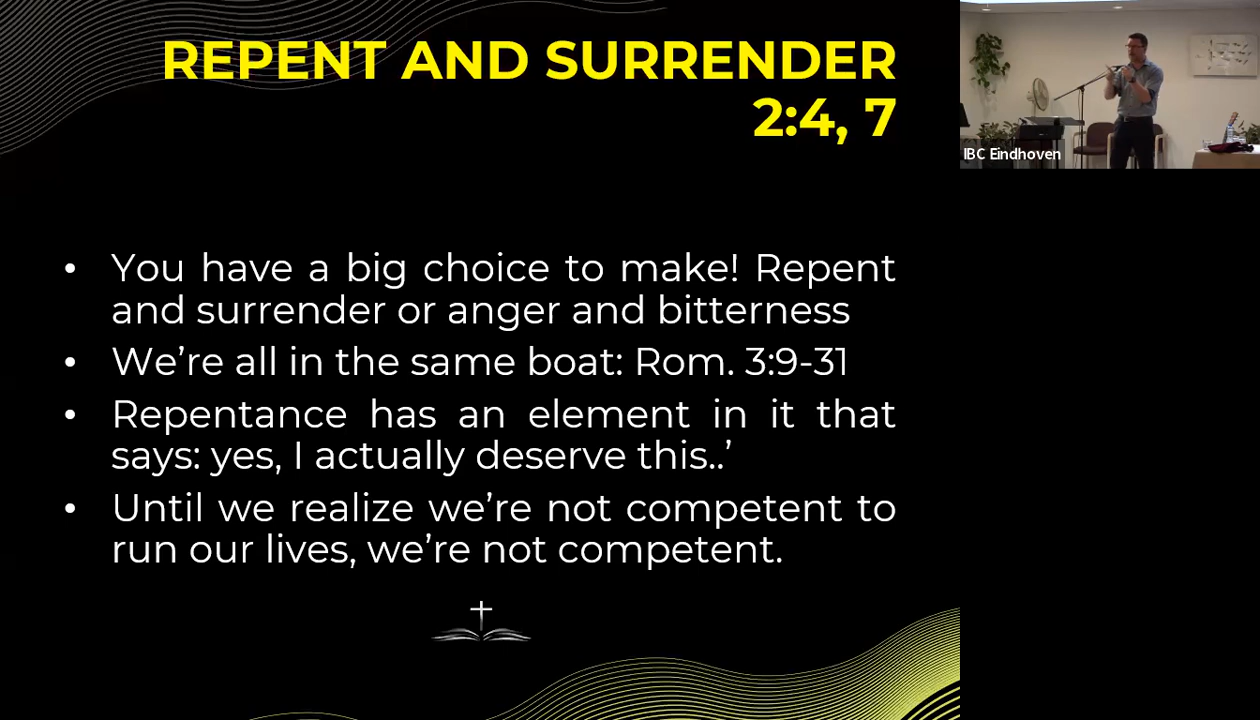 REPENT AND SURRENDER
2:4, 7
IBC Eindhoven
• You have a big choice to make! Repent
and surrender or anger and bitterness
• We’re all in the same boat: Rom. 3:9-31
• Repentance has an element in it that
says: yes, I actually deserve this..’
• Until we realize we’re not competent to
run our lives, we’re not competent.